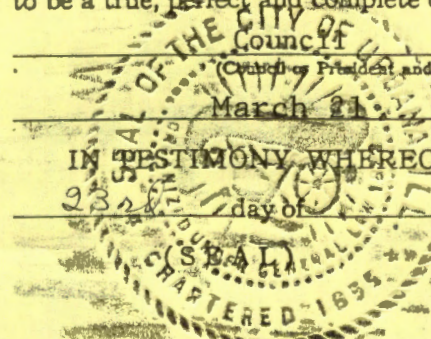 to be a true, perfect and complete
Council
(Council or President and
March 21
IN TESTIMONY WHEREO
day of
(SEAL)
SEAL OF THE CITY OF URBANA
CHARTERED 1855